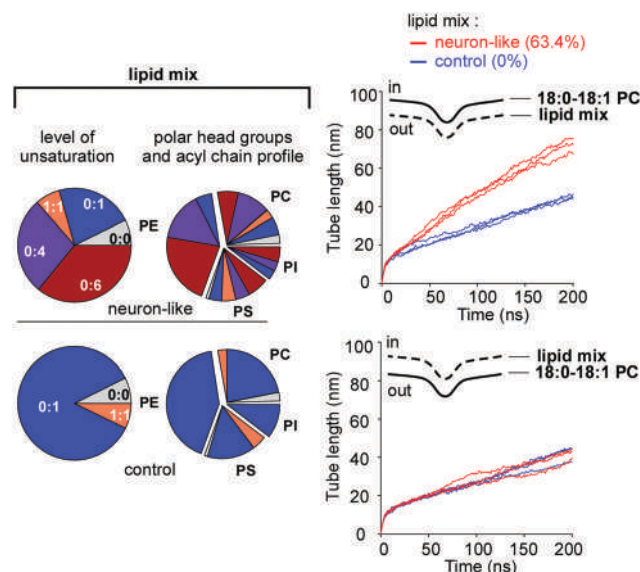 lipid mix :
neuron-like (63.4%)
control (0%)
lipid mix
level of
unsaturation
polar head groups
and acyl chain profile
0:1
1:1
0:0
0:4
0:6
PE
PC
PI
PS
neuron-like
0:1
0:0
1:1
PE
PC
PI
PS
control
in
out
18:0-18:1 PC
lipid mix
Tube length (nm)
100
80
60
40
20
0
0 50 100 150 200
Time (ns)
in
out
lipid mix
18:0-18:1 PC
Tube length (nm)
100
80
60
40
20
0
0 50 100 150 200
Time (ns)